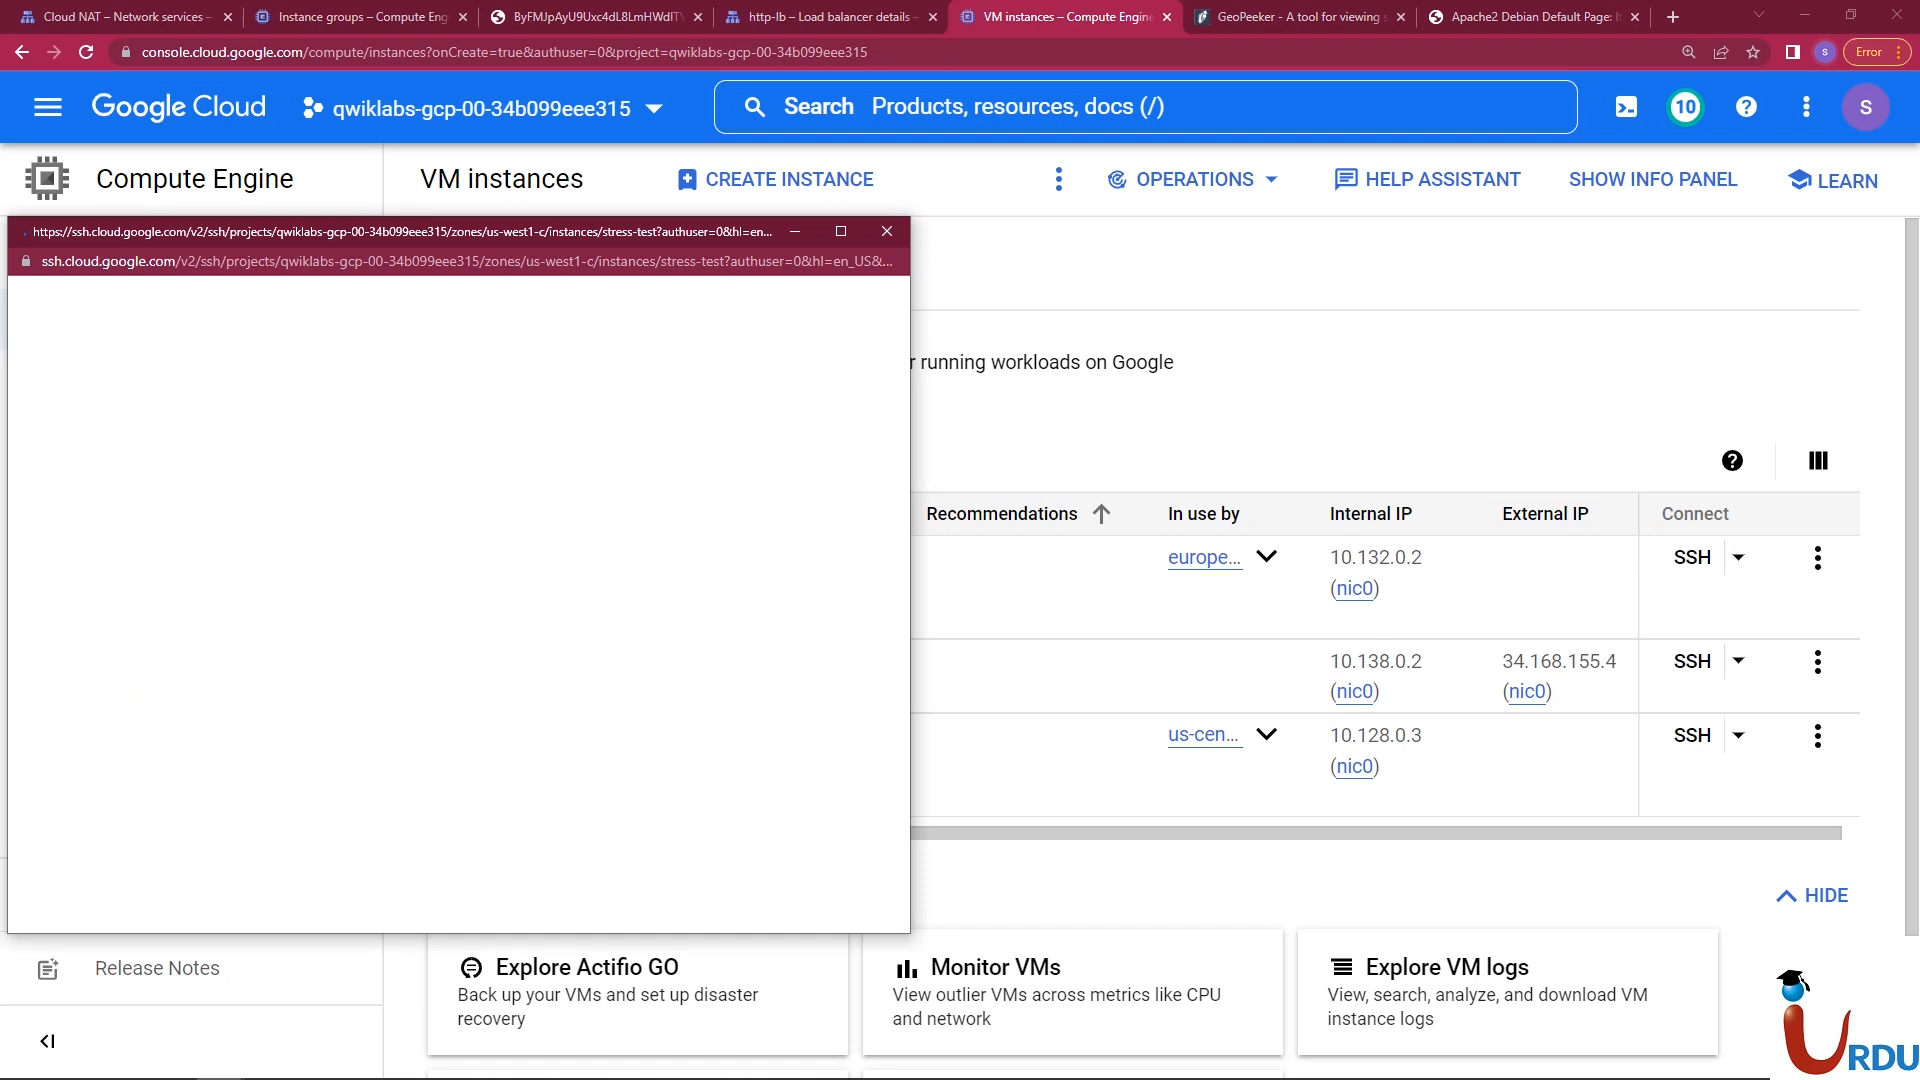 Cloud NAT – Network services –
Instance groups – Compute Eng
ByFMJpAyU9Uxc4dL8LmHWdIT
http-lb – Load balancer details –
VM instances – Compute Engine
GeoPeeker - A tool for viewing s
Apache2 Debian Default Page: It
console.cloud.google.com/compute/instances?onCreate=true&authuser=0&project=qwiklabs-gcp-00-34b099eee315
s
Error
Google Cloud
qwiklabs-gcp-00-34b099eee315
Search Products, resources, docs (/)
10
S
Compute Engine
VM instances
CREATE INSTANCE
OPERATIONS
HELP ASSISTANT
SHOW INFO PANEL
LEARN
https://ssh.cloud.google.com/v2/ssh/projects/qwiklabs-gcp-00-34b099eee315/zones/us-west1-c/instances/stress-test?authuser=0&hl=en...
ssh.cloud.google.com/v2/ssh/projects/qwiklabs-gcp-00-34b099eee315/zones/us-west1-c/instances/stress-test?authuser=0&hl=en_US&...
r running workloads on Google
Recommendations In use by Internal IP External IP Connect
europe... 10.132.0.2 SSH
(nic0)
10.138.0.2 34.168.155.4 SSH
(nic0) (nic0)
us-cen... 10.128.0.3 SSH
(nic0)
HIDE
Release Notes
Explore Actifio GO
Back up your VMs and set up disaster
recovery
Monitor VMs
View outlier VMs across metrics like CPU
and network
Explore VM logs
View, search, analyze, and download VM
instance logs
URDU